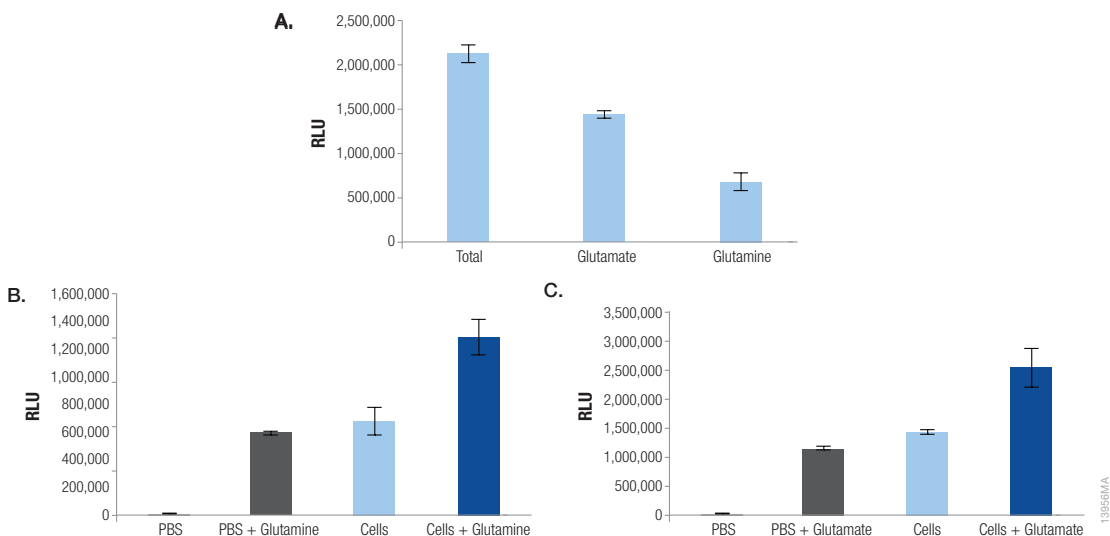 A.
RLU
2,500,000
2,000,000
1,500,000
1,000,000
500,000
0
Total Glutamate Glutamine
B.
RLU
1,600,000
1,400,000
1,200,000
1,000,000
800,000
600,000
400,000
200,000
0
PBS PBS + Glutamine Cells Cells + Glutamine
C.
RLU
3,500,000
3,000,000
2,500,000
2,000,000
1,500,000
1,000,000
500,000
0
PBS PBS + Glutamate Cells Cells + Glutamate
13956MA